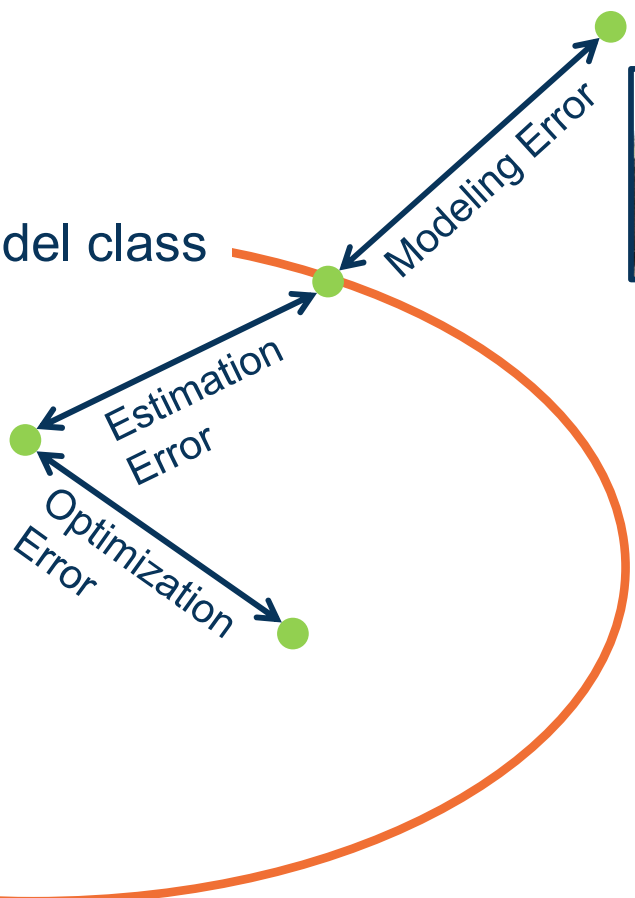 Modeling Error
del class
Estimation
Error
Optimization
Error